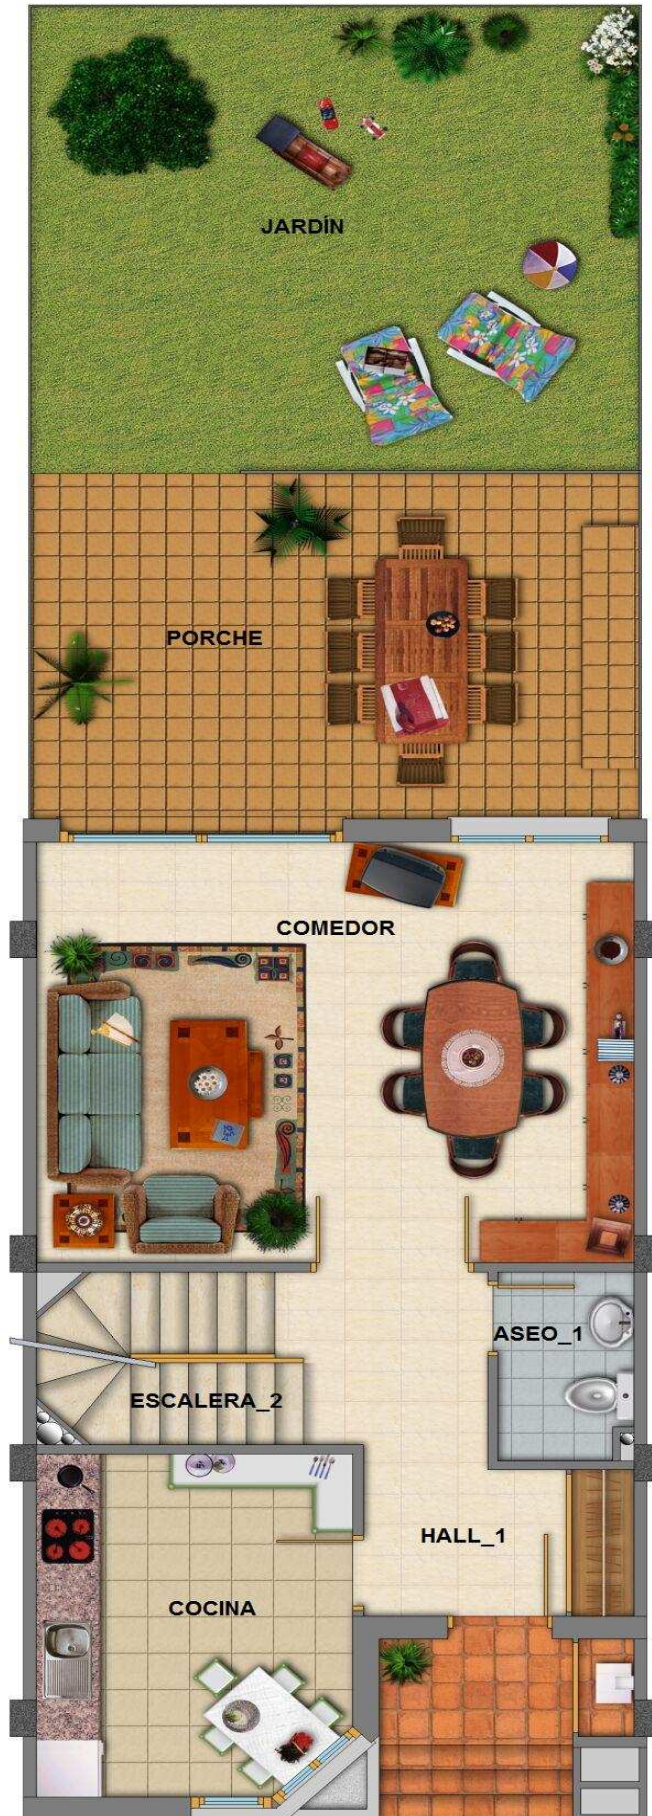 JARDÍN
PORCHE
COMEDOR
ASEO_1
ESCALERA_2
HALL_1
COCINA